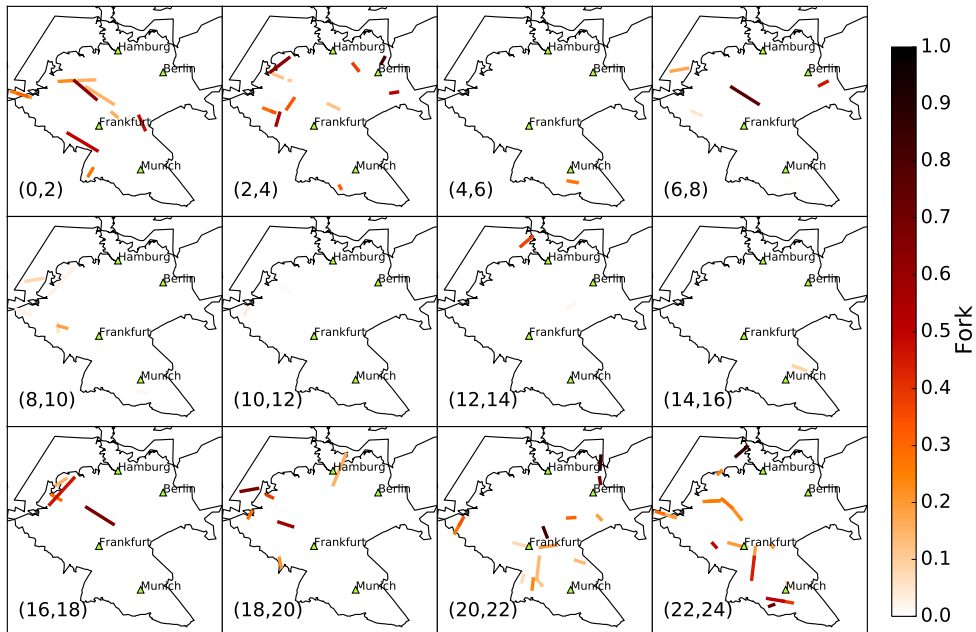 Hamburg
Berlin
Frankfurt
Munich
(0,2)
Hamburg
Berlin
Frankfurt
Munich
(2,4)
Hamburg
Berlin
Frankfurt
Munich
(4,6)
Hamburg
Berlin
Frankfurt
Munich
(6,8)
Hamburg
Berlin
Frankfurt
Munich
(8,10)
Hamburg
Berlin
Frankfurt
Munich
(10,12)
Hamburg
Berlin
Frankfurt
Munich
(12,14)
Hamburg
Berlin
Frankfurt
Munich
(14,16)
Hamburg
Berlin
Frankfurt
Munich
(16,18)
Hamburg
Berlin
Frankfurt
Munich
(18,20)
Hamburg
Berlin
Frankfurt
Munich
(20,22)
Hamburg
Berlin
Frankfurt
Munich
(22,24)
1.0
0.9
0.8
0.7
0.6
0.5
0.4
0.3
0.2
0.1
0.0
Fork